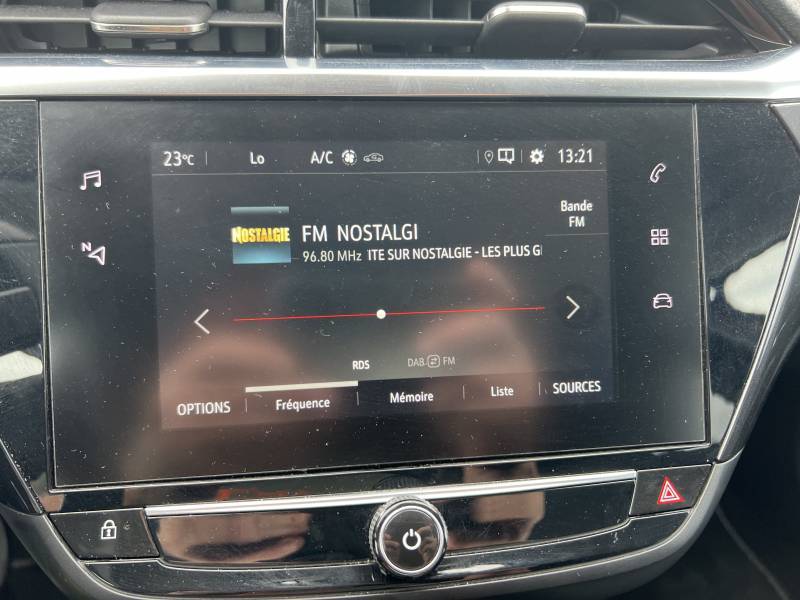 23°C Lo A/C 13:21
Bande
FM
NOSTALGIE
FM NOSTALGI
96.80 MHz ITE SUR NOSTALGIE - LES PLUS G
N
RDS DAB FM
OPTIONS Fréquence Mémoire Liste SOURCES